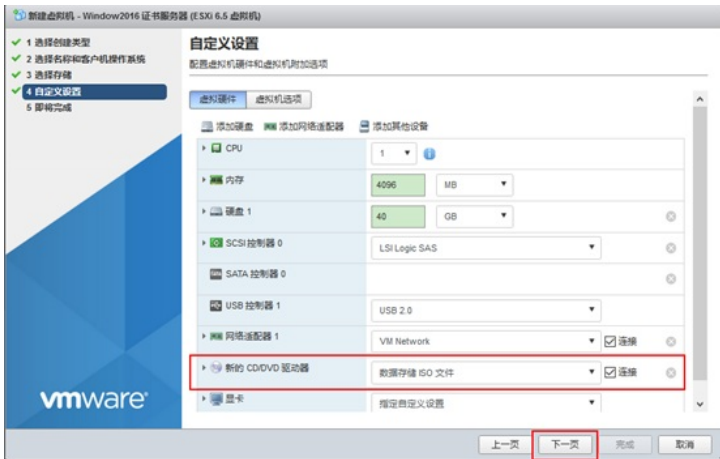 新建虚拟机 - Window2016 证书服务器 (ESXi 6.5 虚拟机)
1 选择创建类型
2 选择名称和客户机操作系统
3 选择存储
4 自定义设置
5 即将完成
自定义设置
配置虚拟机硬件和虚拟机附加选项
虚拟硬件 虚拟机选项
添加硬盘 添加网络适配器 添加其他设备
CPU 1
内存 4096 MB
硬盘 1 40 GB
SCSI 控制器 0 LSI Logic SAS
SATA 控制器 0
USB 控制器 1 USB 2.0
网络适配器 1 VM Network 连接
新的 CD/DVD 驱动器 数据存储 ISO 文件 连接
显卡 指定自定义设置
vmware
上一页 下一页 完成 取消